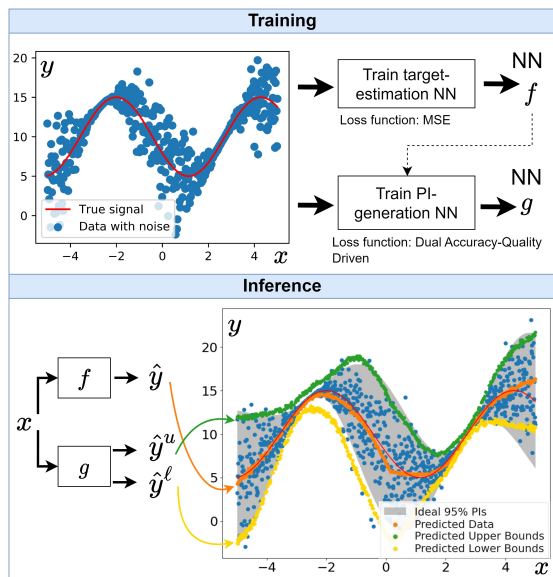 Training
y
20
15
10
5
0
True signal
Data with noise
−4
−2
0
2
4
x
Train target-
estimation NN
Loss function: MSE
NN
f
Train PI-
generation NN
Loss function: Dual Accuracy-Quality
Driven
NN
g
Inference
x
f
ŷ
g
ŷᵘ
ŷˡ
y
20
15
10
5
0
Ideal 95% PIs
Predicted Data
Predicted Upper Bounds
Predicted Lower Bounds
−4
−2
0
2
4
x